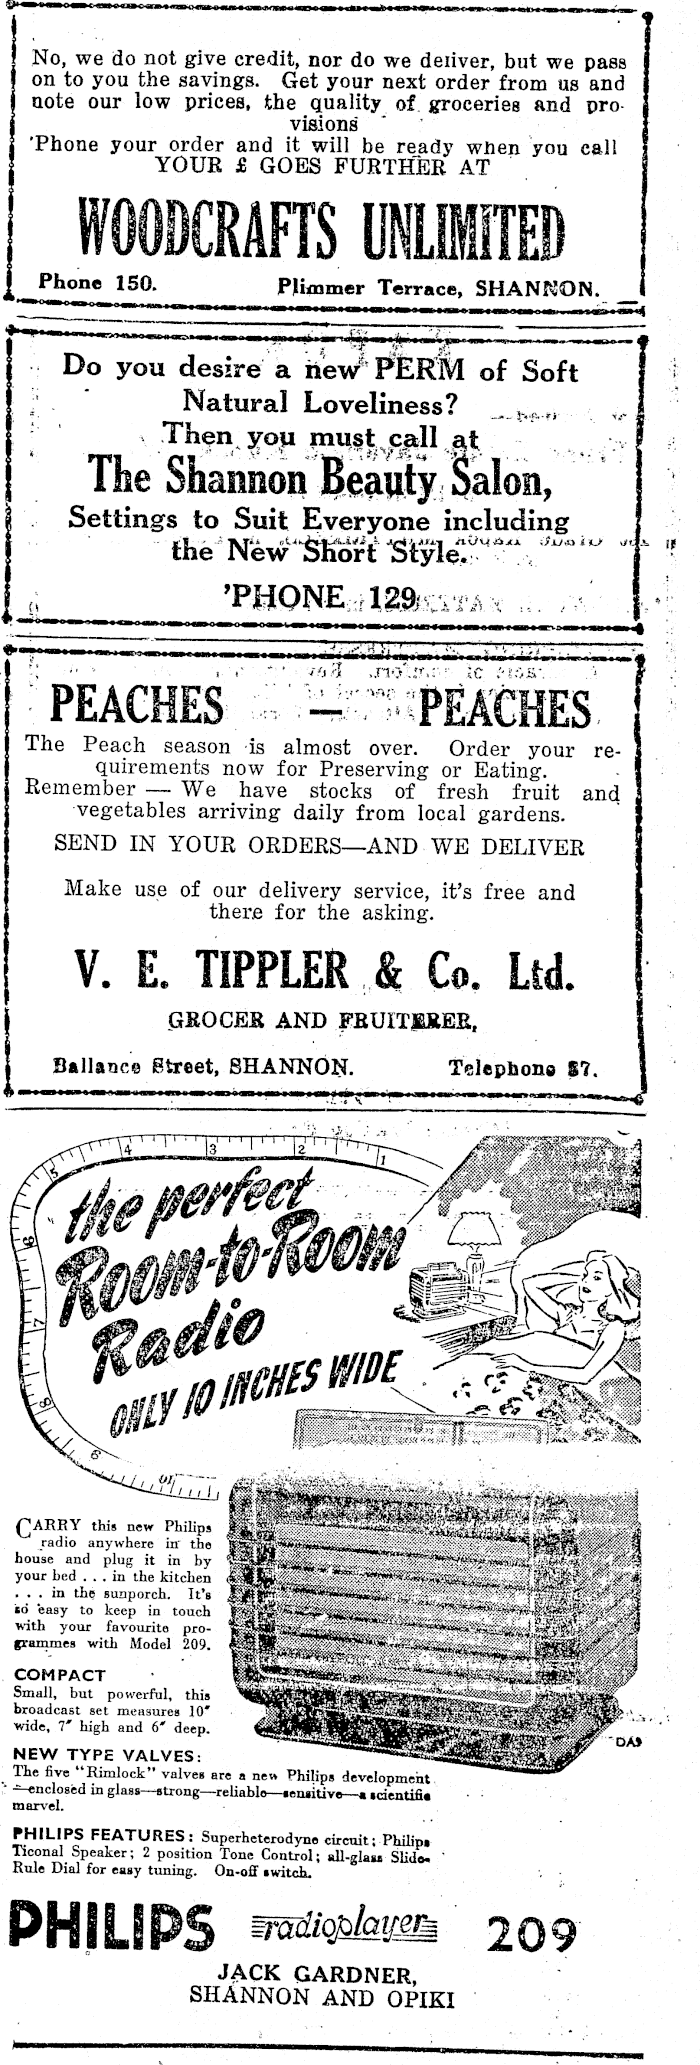 No, we do not give credit, nor do we deliver, but we pass
on to you the savings. Get your next order from us and
note our low prices, the quality of groceries and pro-
visions
'Phone your order and it will be ready when you call
YOUR £ GOES FURTHER AT
WOODCRAFTS UNLIMITED
Phone 150. Plimmer Terrace, SHANNON.
Do you desire a new PERM of Soft
Natural Loveliness?
Then you must call at
The Shannon Beauty Salon,
Settings to Suit Everyone including
the New Short Style.
'PHONE 129
PEACHES — PEACHES
The Peach season is almost over. Order your re-
quirements now for Preserving or Eating.
Remember — We have stocks of fresh fruit and
vegetables arriving daily from local gardens.
SEND IN YOUR ORDERS—AND WE DELIVER
Make use of our delivery service, it's free and
there for the asking.
V. E. TIPPLER & Co. Ltd.
GROCER AND FRUITERER,
Ballance Street, SHANNON. Telephone 37.
1 2 3 4 5 6 7 8 9 10
the perfect
Room-to-Room
Radio
ONLY 10 INCHES WIDE
CARRY this new Philips
radio anywhere in the
house and plug it in by
your bed . . . in the kitchen
. . . in the sunporch. It's
so easy to keep in touch
with your favourite pro-
grammes with Model 209.
COMPACT
Small, but powerful, this
broadcast set measures 10"
wide, 7" high and 6" deep.
DA9
NEW TYPE VALVES:
The five "Rimlock" valves are a new Philips development
—enclosed in glass—strong—reliable—sensitive—a scientific
marvel.
PHILIPS FEATURES: Superheterodyne circuit; Philips
Ticonal Speaker; 2 position Tone Control; all-glass Slide-
Rule Dial for easy tuning. On-off switch.
PHILIPS radioplayer 209
JACK GARDNER,
SHANNON AND OPIKI